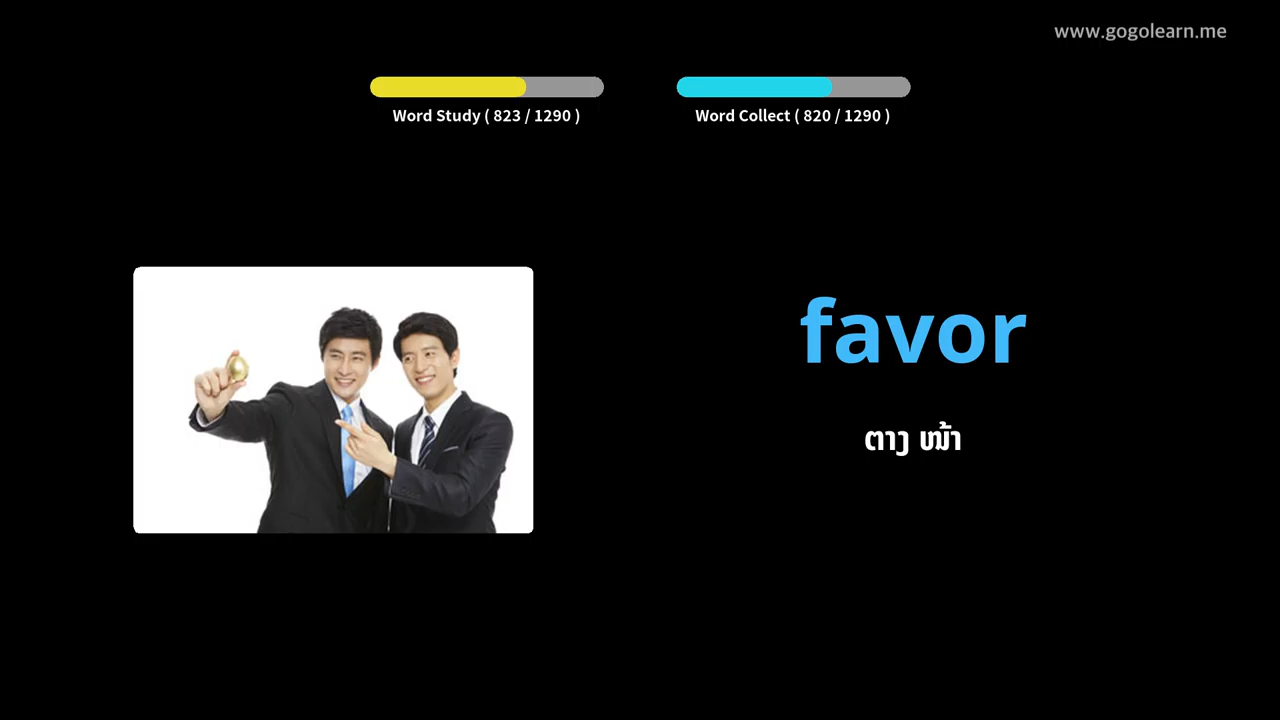 www.gogolearn.me
Word Study ( 823 / 1290 )
Word Collect ( 820 / 1290 )
favor
ຕາງ ໜ້າ